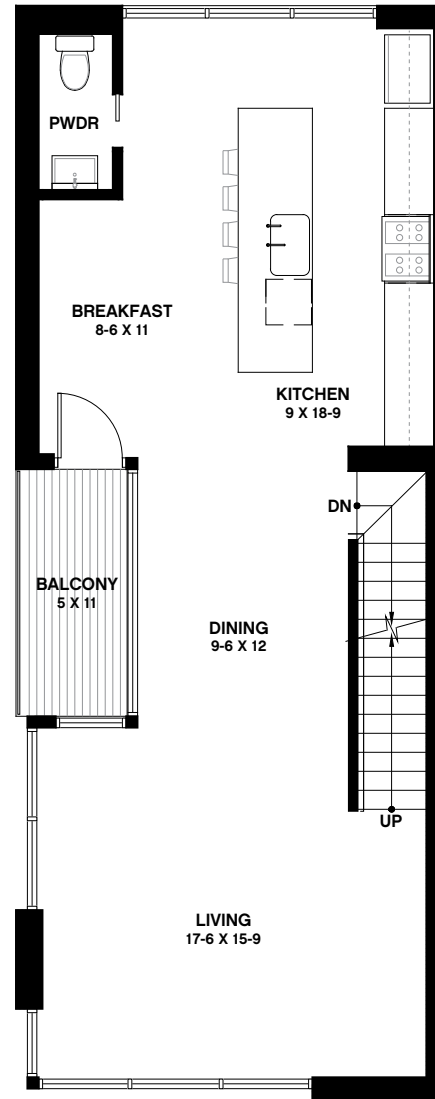 PWDR
BREAKFAST
8-6 X 11
KITCHEN
9 X 18-9
DN
BALCONY
5 X 11
DINING
9-6 X 12
UP
LIVING
17-6 X 15-9